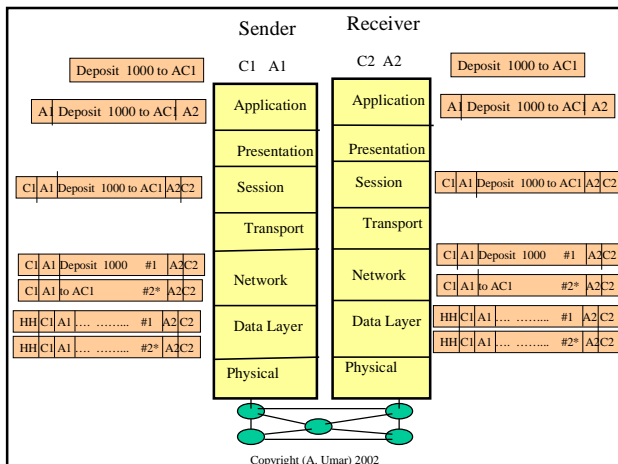 Sender Receiver
C1 A1 C2 A2
Deposit 1000 to AC1 Deposit 1000 to AC1
Application Application
A1 Deposit 1000 to AC1 A2 A1 Deposit 1000 to AC1 A2
Presentation Presentation
C1 A1 Deposit 1000 to AC1 A2 C2 Session Session C1 A1 Deposit 1000 to AC1 A2 C2
Transport Transport
C1 A1 Deposit 1000 #1 A2 C2 C1 A1 Deposit 1000 #1 A2 C2
Network Network
C1 A1 to AC1 #2* A2 C2 C1 A1 to AC1 #2* A2 C2
HH C1 A1 .... ......... #1 A2 C2 Data Layer Data Layer HH C1 A1 .... ......... #1 A2 C2
HH C1 A1 .... ......... #2* A2 C2 HH C1 A1 .... ......... #2* A2 C2
Physical Physical
Copyright (A. Umar) 2002